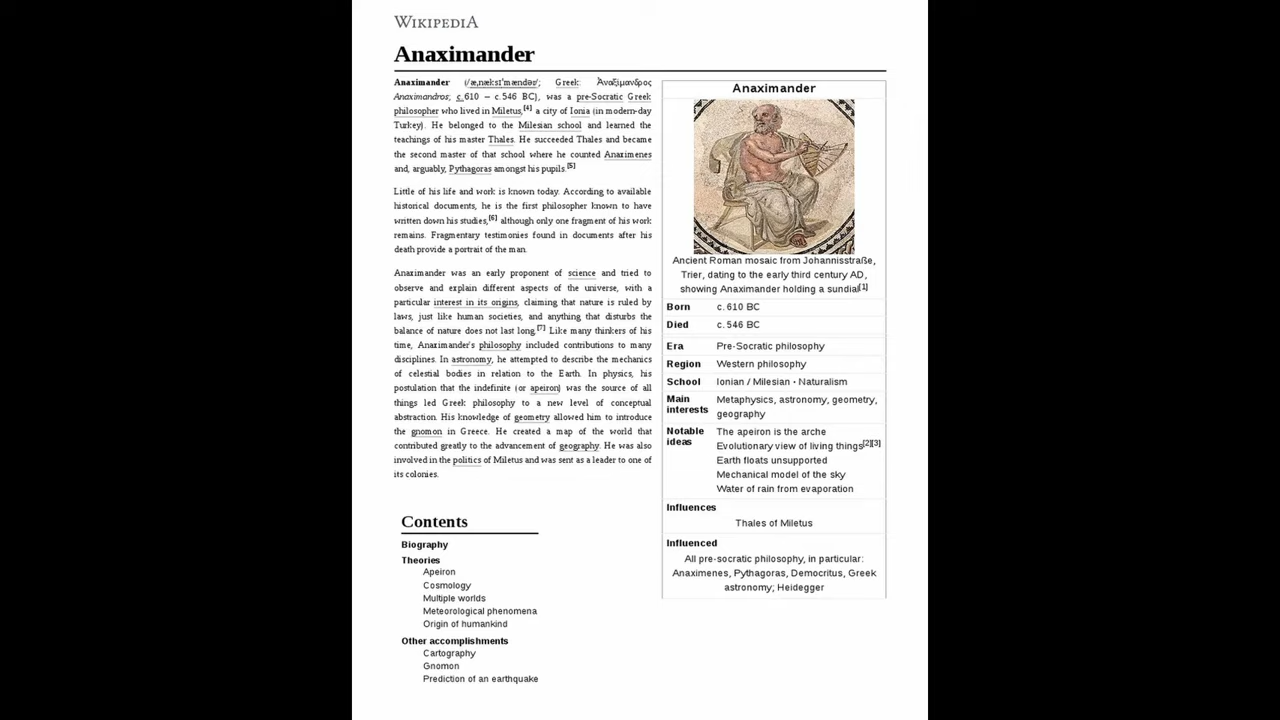 WIKIPEDIA
Anaximander
Anaximander (/æˌnæksɪˈmændər/; Greek: Ἀναξίμανδρος
Anaximandros; c. 610 – c. 546 BC), was a pre-Socratic Greek
philosopher who lived in Miletus,[4] a city of Ionia (in modern-day
Turkey). He belonged to the Milesian school and learned the
teachings of his master Thales. He succeeded Thales and became
the second master of that school where he counted Anaximenes
and, arguably, Pythagoras amongst his pupils.[5]
Little of his life and work is known today. According to available
historical documents, he is the first philosopher known to have
written down his studies,[6] although only one fragment of his work
remains. Fragmentary testimonies found in documents after his
death provide a portrait of the man.
Anaximander was an early proponent of science and tried to
observe and explain different aspects of the universe, with a
particular interest in its origins, claiming that nature is ruled by
laws, just like human societies, and anything that disturbs the
balance of nature does not last long.[7] Like many thinkers of his
time, Anaximander's philosophy included contributions to many
disciplines. In astronomy, he attempted to describe the mechanics
of celestial bodies in relation to the Earth. In physics, his
postulation that the indefinite (or apeiron) was the source of all
things led Greek philosophy to a new level of conceptual
abstraction. His knowledge of geometry allowed him to introduce
the gnomon in Greece. He created a map of the world that
contributed greatly to the advancement of geography. He was also
involved in the politics of Miletus and was sent as a leader to one of
its colonies.
Contents
Biography
Theories
Apeiron
Cosmology
Multiple worlds
Meteorological phenomena
Origin of humankind
Other accomplishments
Cartography
Gnomon
Prediction of an earthquake
Anaximander
Ancient Roman mosaic from Johannisstraße,
Trier, dating to the early third century AD,
showing Anaximander holding a sundial[1]
Born c. 610 BC
Died c. 546 BC
Era Pre-Socratic philosophy
Region Western philosophy
School Ionian / Milesian · Naturalism
Main interests Metaphysics, astronomy, geometry,
geography
Notable ideas The apeiron is the arche
Evolutionary view of living things[2][3]
Earth floats unsupported
Mechanical model of the sky
Water of rain from evaporation
Influences
Thales of Miletus
Influenced
All pre-socratic philosophy, in particular:
Anaximenes, Pythagoras, Democritus, Greek
astronomy; Heidegger